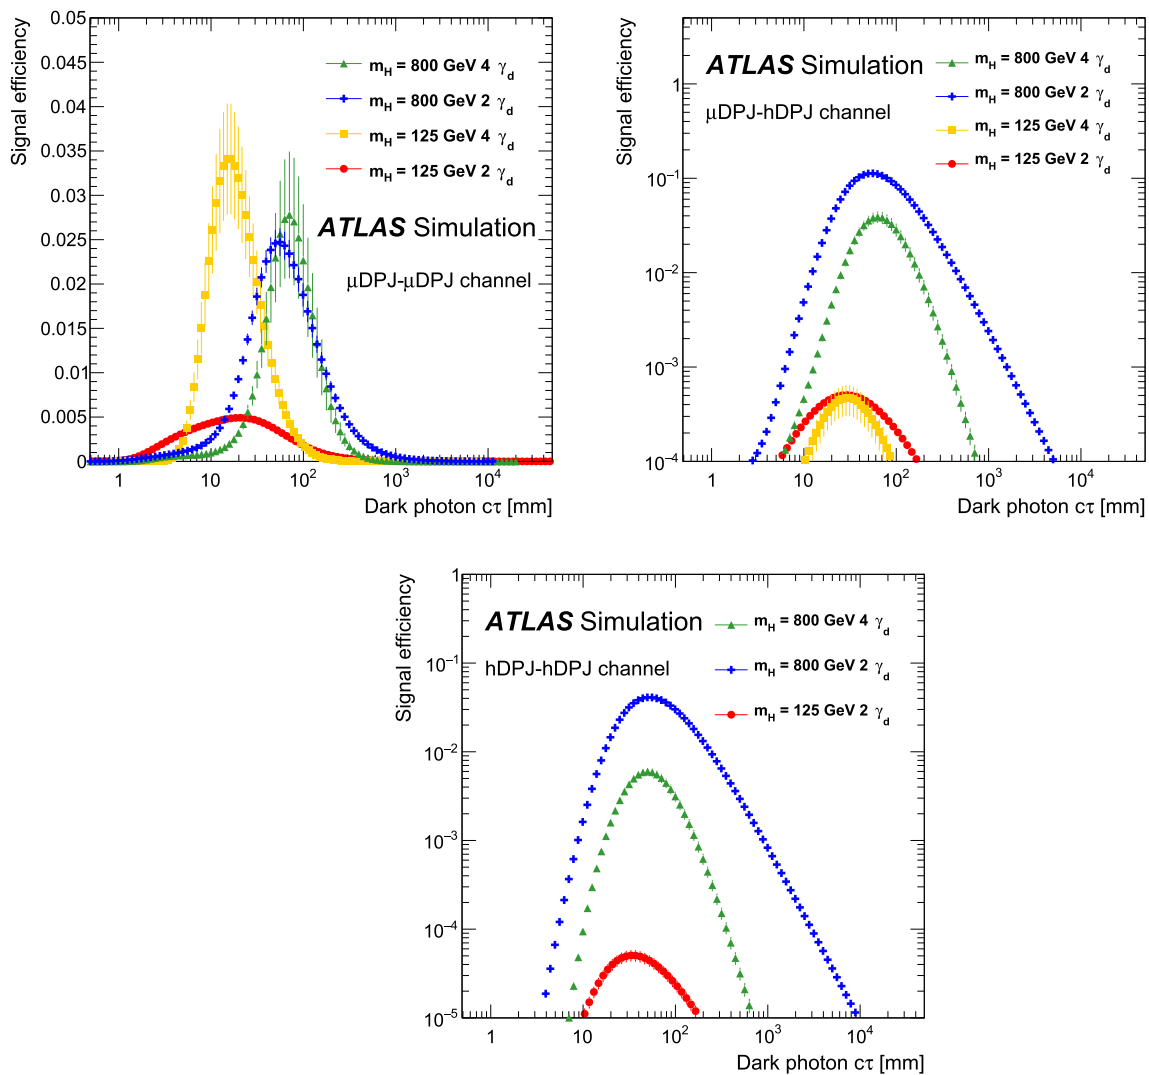 Signal efficiency
0.05
0.045
0.04
0.035
0.03
0.025
0.02
0.015
0.01
0.005
0
m_H = 800 GeV 4 γ_d
m_H = 800 GeV 2 γ_d
m_H = 125 GeV 4 γ_d
m_H = 125 GeV 2 γ_d
ATLAS Simulation
μDPJ-μDPJ channel
1 10 10² 10³ 10⁴
Dark photon cτ [mm]
Signal efficiency
1
10⁻¹
10⁻²
10⁻³
10⁻⁴
ATLAS Simulation
μDPJ-hDPJ channel
m_H = 800 GeV 4 γ_d
m_H = 800 GeV 2 γ_d
m_H = 125 GeV 4 γ_d
m_H = 125 GeV 2 γ_d
1 10 10² 10³ 10⁴
Dark photon cτ [mm]
Signal efficiency
1
10⁻¹
10⁻²
10⁻³
10⁻⁴
10⁻⁵
ATLAS Simulation
hDPJ-hDPJ channel
m_H = 800 GeV 4 γ_d
m_H = 800 GeV 2 γ_d
m_H = 125 GeV 2 γ_d
1 10 10² 10³ 10⁴
Dark photon cτ [mm]